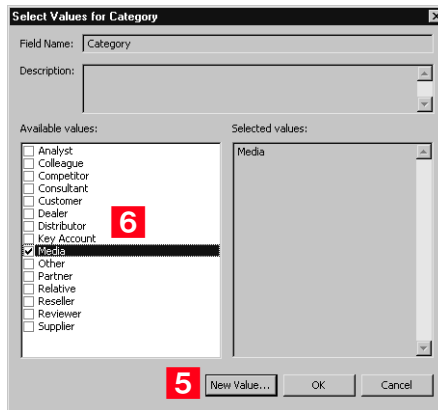 Select Values for Category
Field Name: Category
Description:
Available values:
Selected values:
Analyst
Colleague
Competitor
Consultant
Customer
Dealer
Distributor
Key Account
Media
Other
Partner
Relative
Reseller
Reviewer
Supplier
Media
6
5
New Value...
OK
Cancel